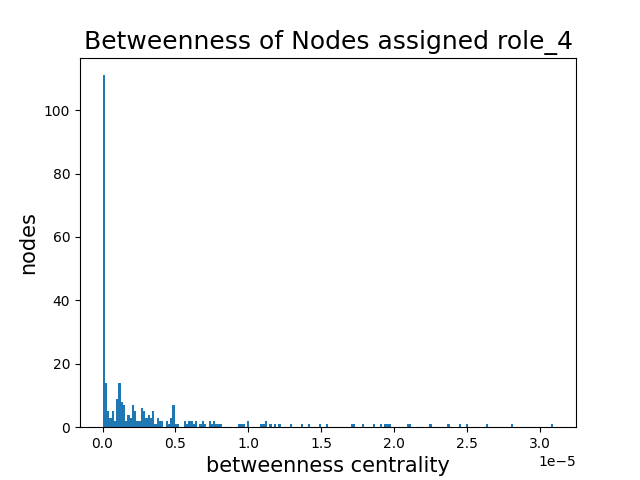 Betweenness of Nodes assigned role_4
nodes
100
80
60
40
20
0
0.0 0.5 1.0 1.5 2.0 2.5 3.0
1e−5
betweenness centrality